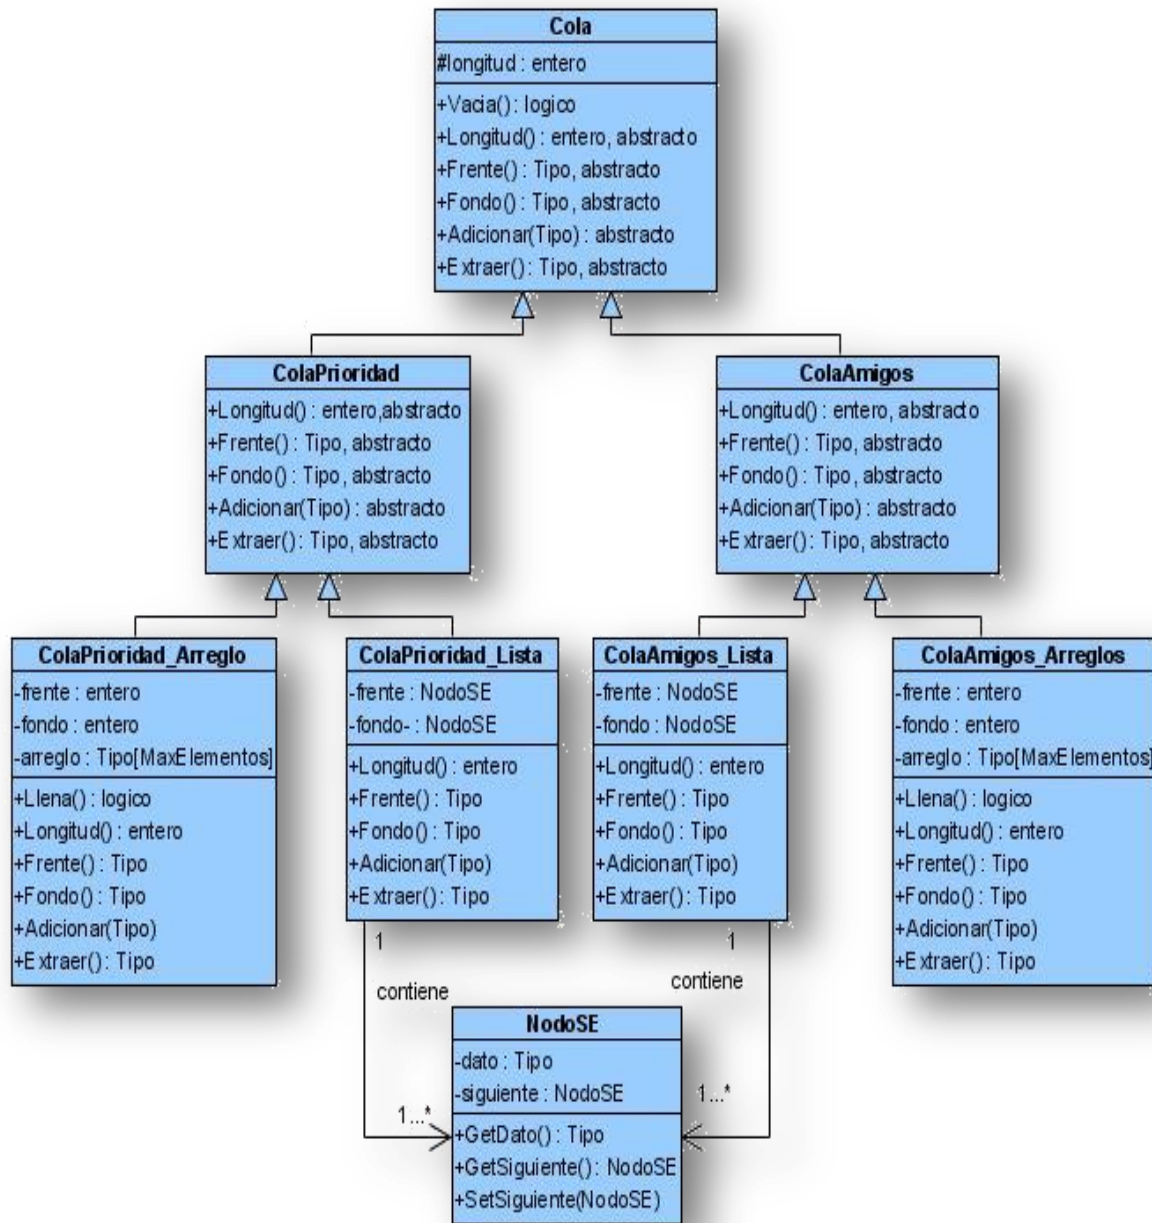 Cola
#longitud : entero
+Vacia() : logico
+Longitud() : entero, abstracto
+Frente() : Tipo, abstracto
+Fondo() : Tipo, abstracto
+Adicionar(Tipo) : abstracto
+Extraer() : Tipo, abstracto
ColaPrioridad
+Longitud() : entero,abstracto
+Frente() : Tipo, abstracto
+Fondo() : Tipo, abstracto
+Adicionar(Tipo) : abstracto
+Extraer() : Tipo, abstracto
ColaAmigos
+Longitud() : entero, abstracto
+Frente() : Tipo, abstracto
+Fondo() : Tipo, abstracto
+Adicionar(Tipo) : abstracto
+Extraer() : Tipo, abstracto
ColaPrioridad_Arreglo
-frente : entero
-fondo : entero
-arreglo : Tipo[MaxElementos]
+Llena() : logico
+Longitud() : entero
+Frente() : Tipo
+Fondo() : Tipo
+Adicionar(Tipo)
+Extraer() : Tipo
ColaPrioridad_Lista
-frente : NodoSE
-fondo- : NodoSE
+Longitud() : entero
+Frente() : Tipo
+Fondo() : Tipo
+Adicionar(Tipo)
+Extraer() : Tipo
ColaAmigos_Lista
-frente : NodoSE
-fondo : NodoSE
+Longitud() : entero
+Frente() : Tipo
+Fondo() : Tipo
+Adicionar(Tipo)
+Extraer() : Tipo
ColaAmigos_Arreglos
-frente : entero
-fondo : entero
-arreglo : Tipo[MaxElementos]
+Llena() : logico
+Longitud() : entero
+Frente() : Tipo
+Fondo() : Tipo
+Adicionar(Tipo)
+Extraer() : Tipo
1
contiene
1...*
1
contiene
1...*
NodoSE
-dato : Tipo
-siguiente : NodoSE
+GetDato() : Tipo
+GetSiguiente() : NodoSE
+SetSiguiente(NodoSE)